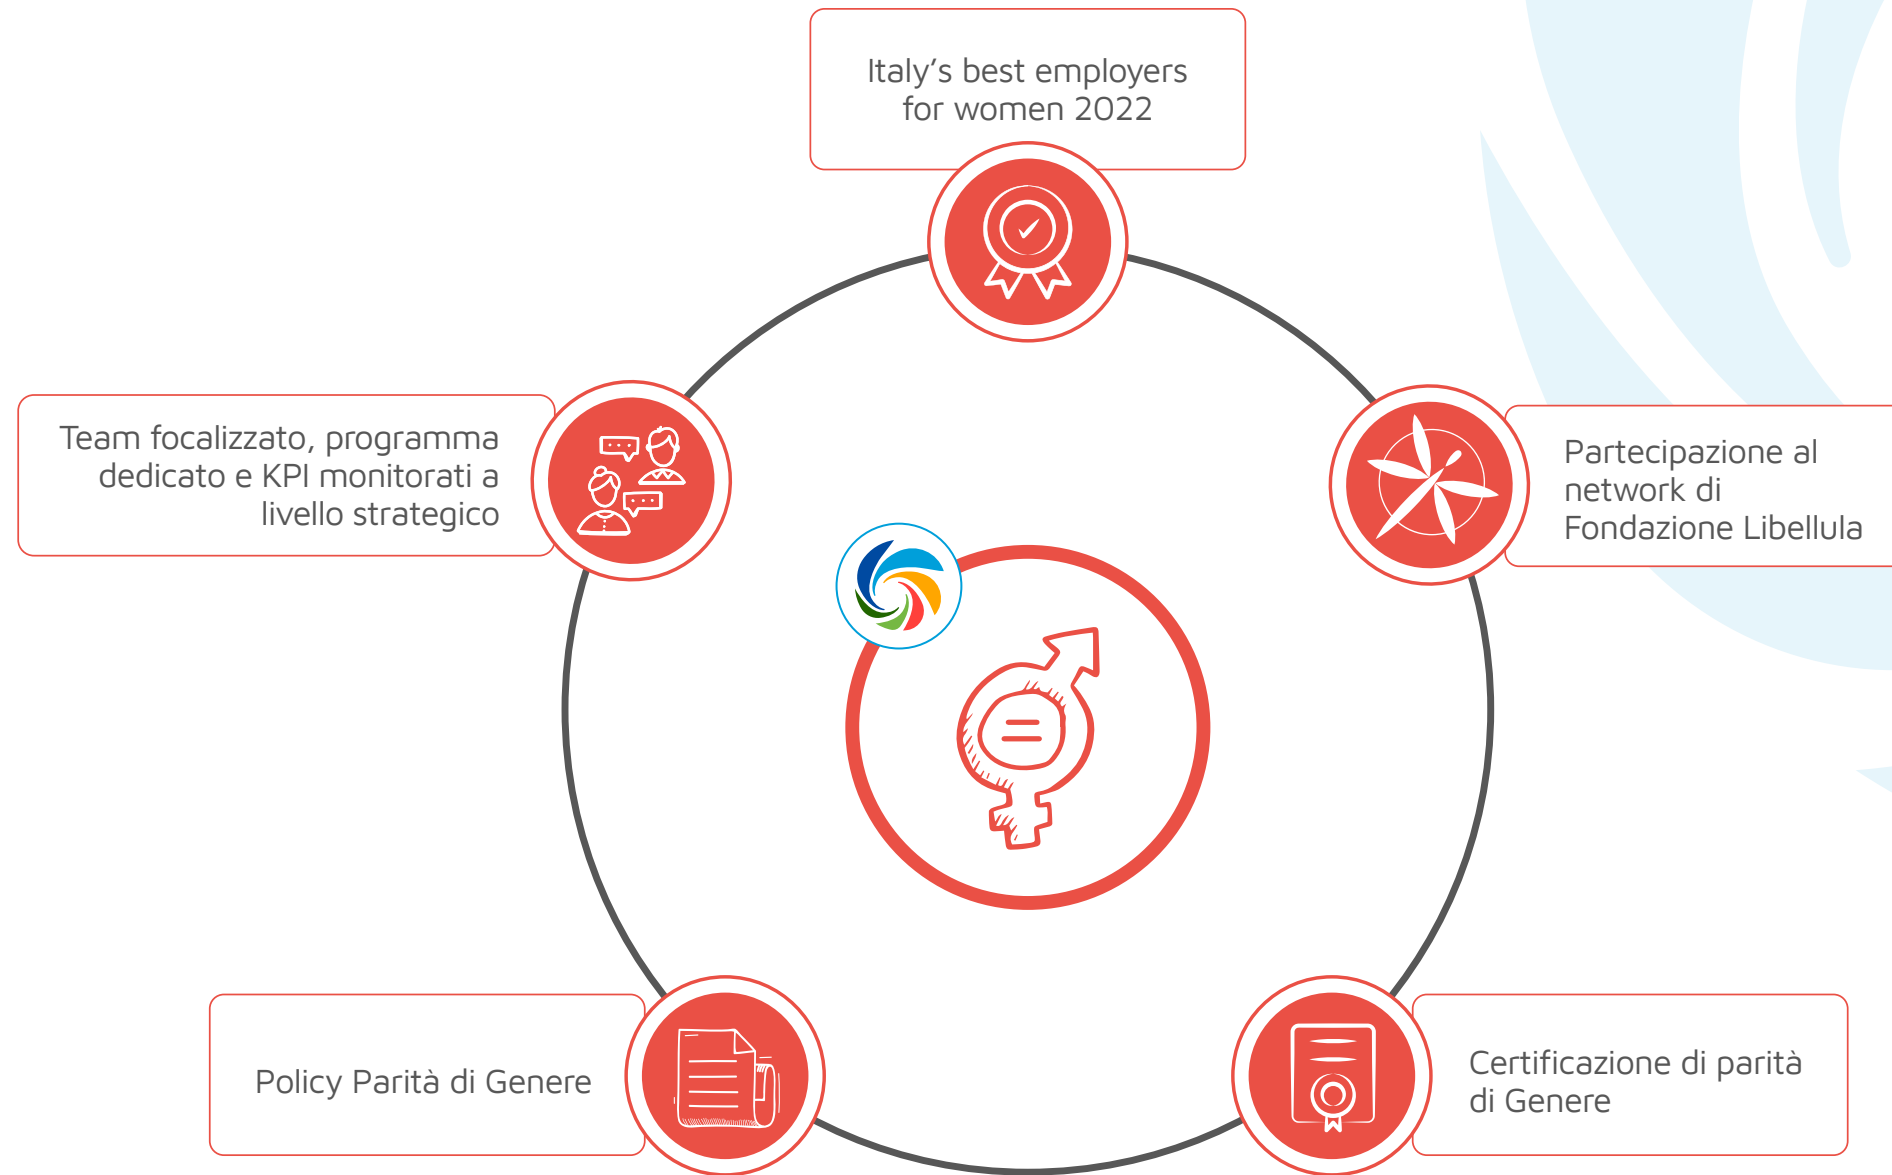 Italy's best employers
for women 2022
Team focalizzato, programma
dedicato e KPI monitorati a
livello strategico
Partecipazione al
network di
Fondazione Libellula
Policy Parità di Genere
Certificazione di parità
di Genere